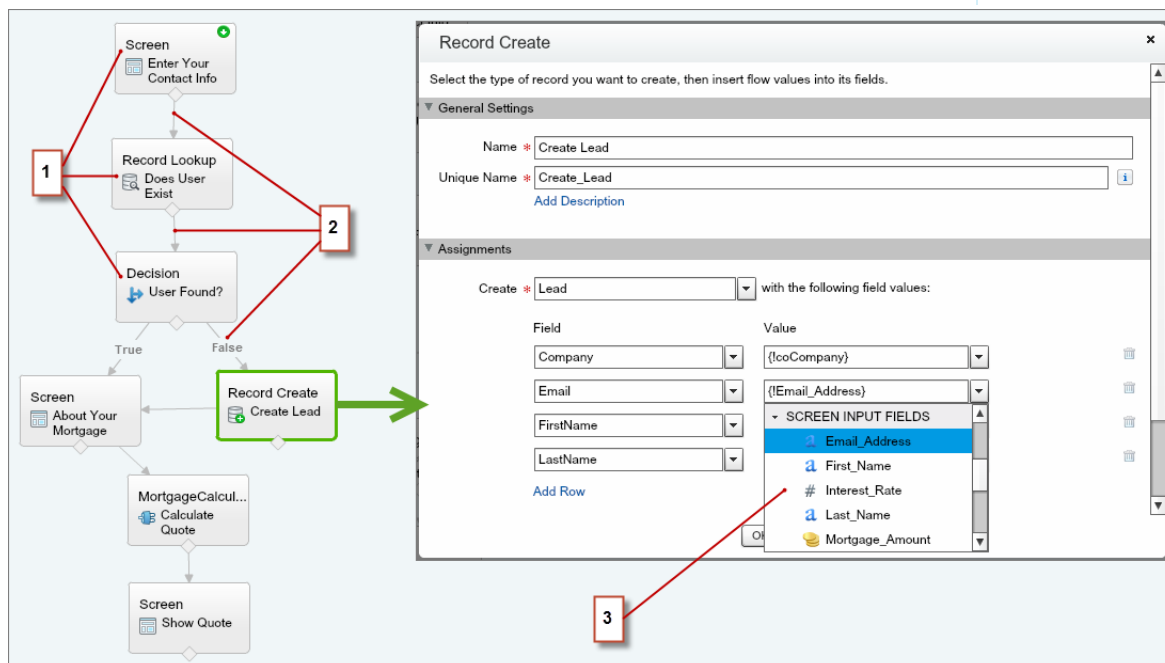 Screen
Enter Your
Contact Info
Record Lookup
Does User
Exist
1
2
Decision
User Found?
True
False
Screen
About Your
Mortgage
Record Create
Create Lead
MortgageCalcul...
Calculate
Quote
Screen
Show Quote
Record Create
×
Select the type of record you want to create, then insert flow values into its fields.
General Settings
Name * Create Lead
Unique Name * Create_Lead
i
Add Description
Assignments
Create * Lead with the following field values:
Field Value
Company {!coCompany}
Email {!Email_Address}
FirstName
LastName
Add Row
SCREEN INPUT FIELDS
a Email_Address
a First_Name
# Interest_Rate
a Last_Name
Mortgage_Amount
3